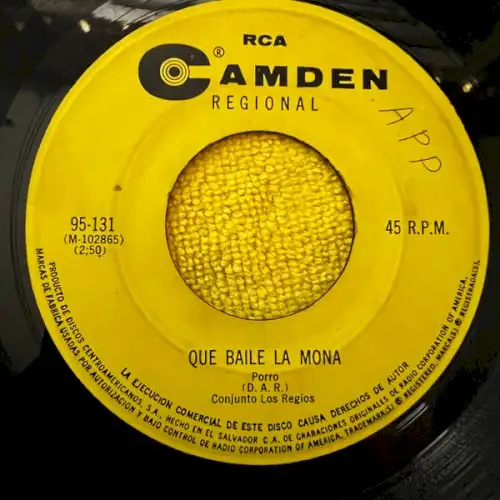 RCA
CAMDEN®
REGIONAL
APP
95-131
(M-102865)
(2;50)
45 R.P.M.
QUE BAILE LA MONA
Porro
(D.A.R.)
Conjunto Los Regios
LA EJECUCION COMERCIAL DE ESTE DISCO CAUSA DERECHOS DE AUTOR
PRODUCTO DE DISCOS CENTROAMERICANOS, S.A., HECHO EN EL SALVADOR C.A. DE GRABACIONES ORIGINALES DE RADIO CORPORATION OF AMERICA. MARCA(S) ® REGISTRADA(S).
MARCAS DE FABRICA USADAS POR AUTORIZACION Y BAJO CONTROL DE RADIO CORPORATION OF AMERICA, TRADEMARK(S) ® REGISTERED.